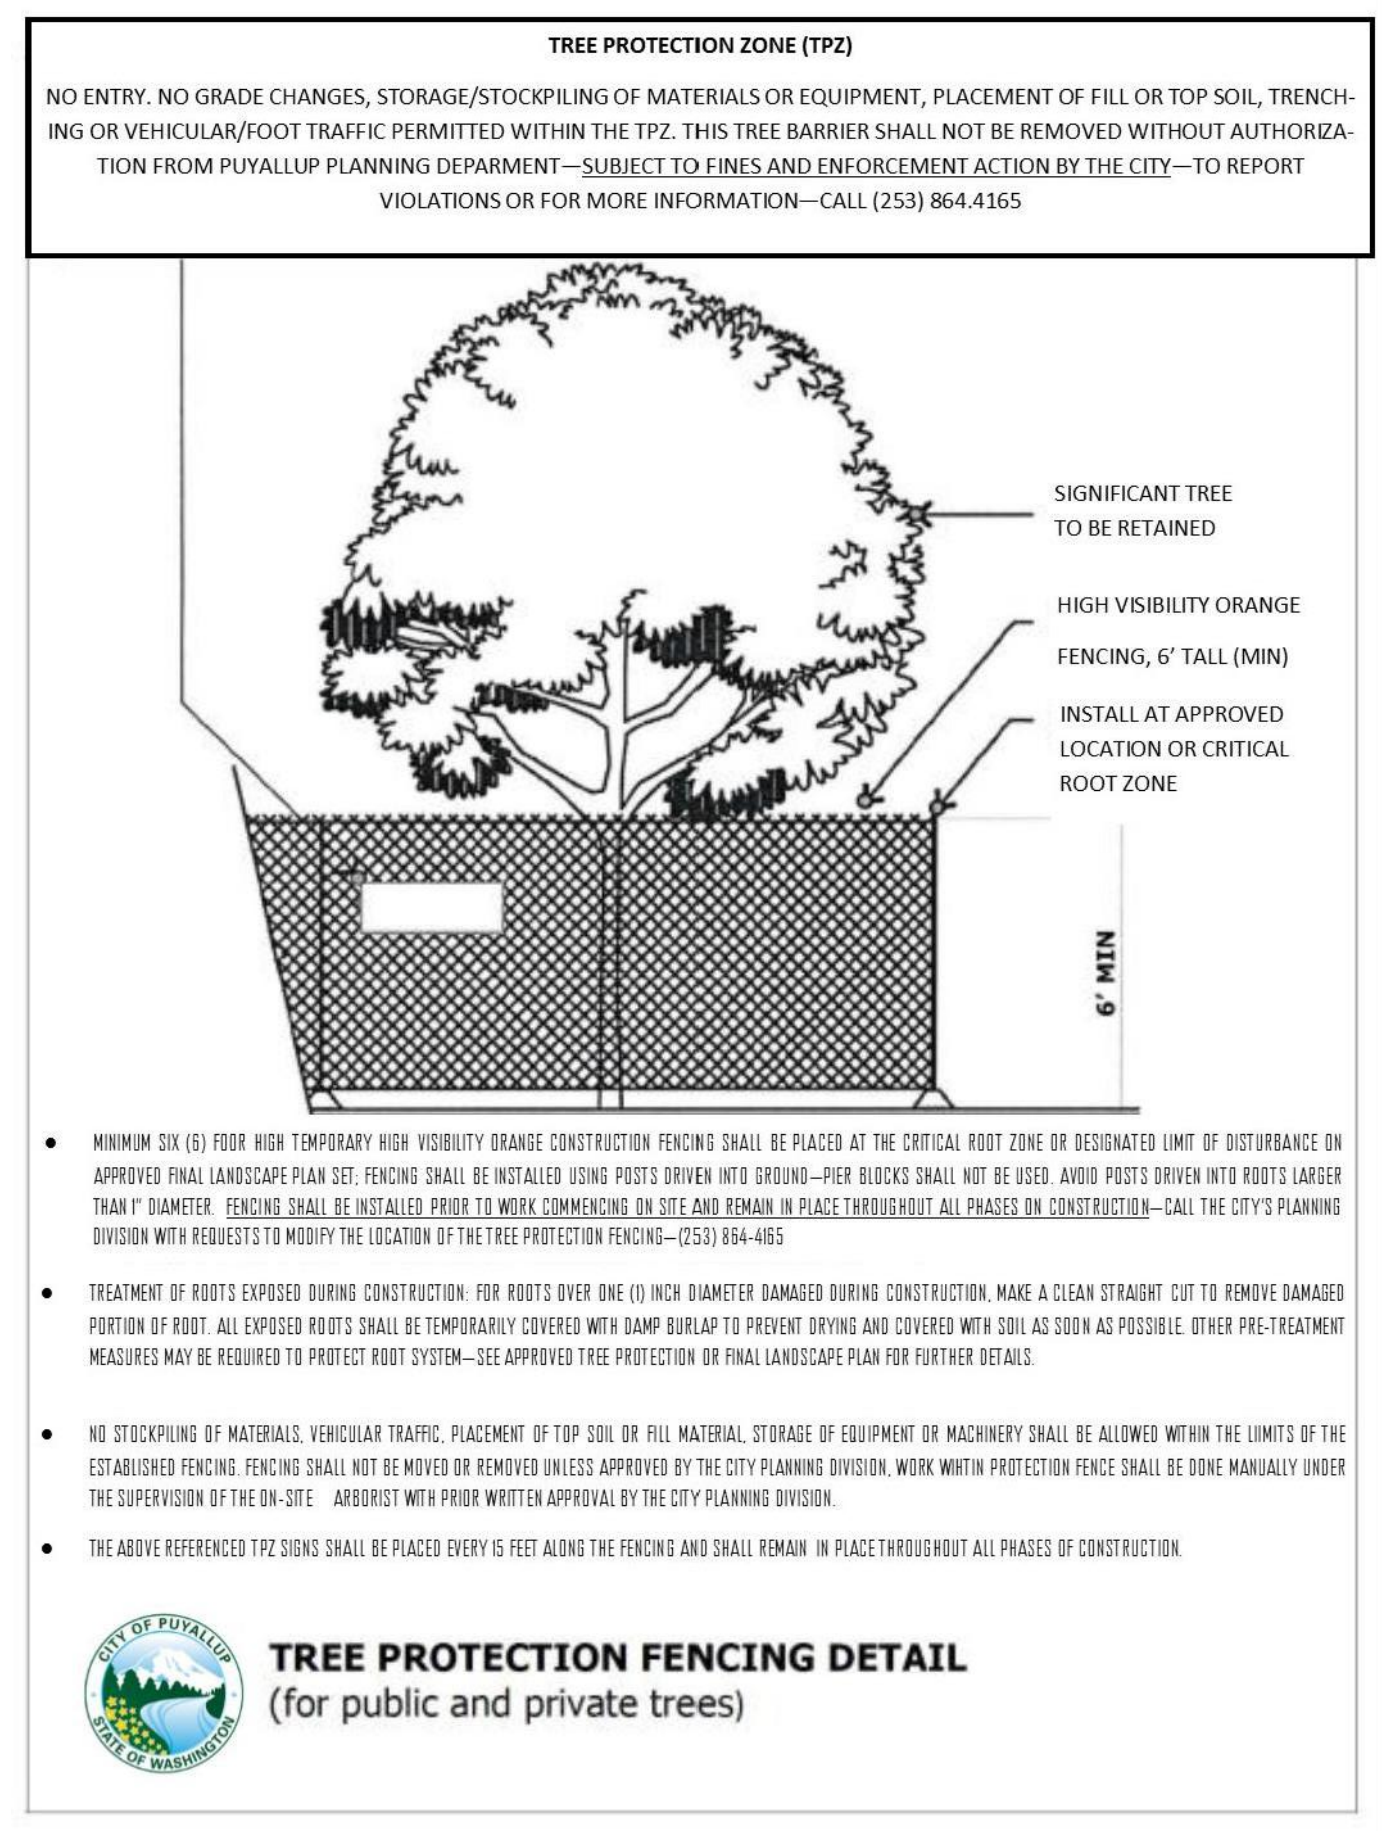 TREE PROTECTION ZONE (TPZ)
NO ENTRY. NO GRADE CHANGES, STORAGE/STOCKPILING OF MATERIALS OR EQUIPMENT, PLACEMENT OF FILL OR TOP SOIL, TRENCH-
ING OR VEHICULAR/FOOT TRAFFIC PERMITTED WITHIN THE TPZ. THIS TREE BARRIER SHALL NOT BE REMOVED WITHOUT AUTHORIZA-
TION FROM PUYALLUP PLANNING DEPARMENT—SUBJECT TO FINES AND ENFORCEMENT ACTION BY THE CITY—TO REPORT
VIOLATIONS OR FOR MORE INFORMATION—CALL (253) 864.4165
SIGNIFICANT TREE
TO BE RETAINED
HIGH VISIBILITY ORANGE
FENCING, 6’ TALL (MIN)
INSTALL AT APPROVED
LOCATION OR CRITICAL
ROOT ZONE
6’ MIN
● MINIMUM SIX (6) FOOR HIGH TEMPORARY HIGH VISIBILITY ORANGE CONSTRUCTION FENCING SHALL BE PLACED AT THE CRITICAL ROOT ZONE OR DESIGNATED LIMIT OF DISTURBANCE ON
APPROVED FINAL LANDSCAPE PLAN SET; FENCING SHALL BE INSTALLED USING POSTS DRIVEN INTO GROUND—PIER BLOCKS SHALL NOT BE USED. AVOID POSTS DRIVEN INTO ROOTS LARGER
THAN 1” DIAMETER. FENCING SHALL BE INSTALLED PRIOR TO WORK COMMENCING ON SITE AND REMAIN IN PLACE THROUGHOUT ALL PHASES ON CONSTRUCTION—CALL THE CITY’S PLANNING
DIVISION WITH REQUESTS TO MODIFY THE LOCATION OF THE TREE PROTECTION FENCING—(253) 864-4165
● TREATMENT OF ROOTS EXPOSED DURING CONSTRUCTION: FOR ROOTS OVER ONE (1) INCH DIAMETER DAMAGED DURING CONSTRUCTION, MAKE A CLEAN STRAIGHT CUT TO REMOVE DAMAGED
PORTION OF ROOT. ALL EXPOSED ROOTS SHALL BE TEMPORARILY COVERED WITH DAMP BURLAP TO PREVENT DRYING AND COVERED WITH SOIL AS SOON AS POSSIBLE. OTHER PRE-TREATMENT
MEASURES MAY BE REQUIRED TO PROTECT ROOT SYSTEM—SEE APPROVED TREE PROTECTION OR FINAL LANDSCAPE PLAN FOR FURTHER DETAILS.
● NO STOCKPILING OF MATERIALS, VEHICULAR TRAFFIC, PLACEMENT OF TOP SOIL OR FILL MATERIAL, STORAGE OF EQUIPMENT OR MACHINERY SHALL BE ALLOWED WITHIN THE LIIMITS OF THE
ESTABLISHED FENCING. FENCING SHALL NOT BE MOVED OR REMOVED UNLESS APPROVED BY THE CITY PLANNING DIVISION, WORK WIHTIN PROTECTION FENCE SHALL BE DONE MANUALLY UNDER
THE SUPERVISION OF THE ON-SITE ARBORIST WITH PRIOR WRITTEN APPROVAL BY THE CITY PLANNING DIVISION.
● THE ABOVE REFERENCED TPZ SIGNS SHALL BE PLACED EVERY 15 FEET ALONG THE FENCING AND SHALL REMAIN IN PLACE THROUGHOUT ALL PHASES OF CONSTRUCTION.
CITY OF PUYALLUP
STATE OF WASHINGTON
TREE PROTECTION FENCING DETAIL
(for public and private trees)